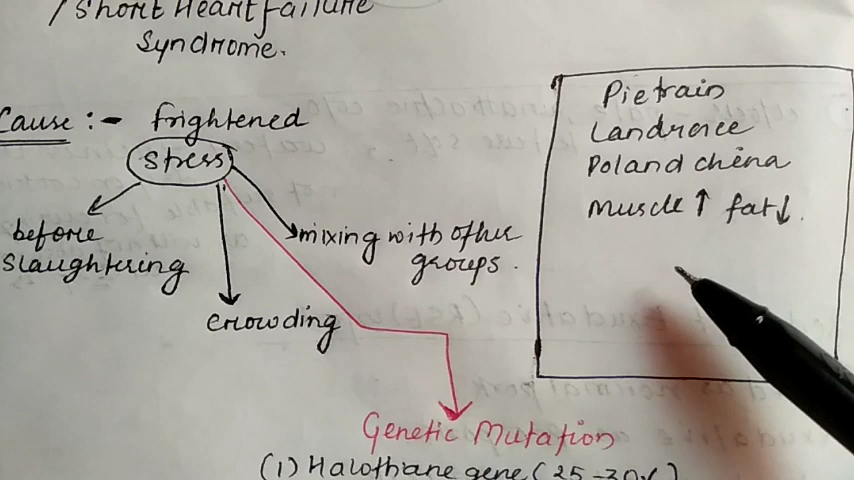 /Short Heart failure
Syndrome.
Cause :- frightened
stress
before
slaughtering
crowding
mixing with other
groups.
Genetic Mutation
(1) Halothane gene (25-30%)
Pietrain
Landrence
Poland china
Muscle ↑ fat ↓.